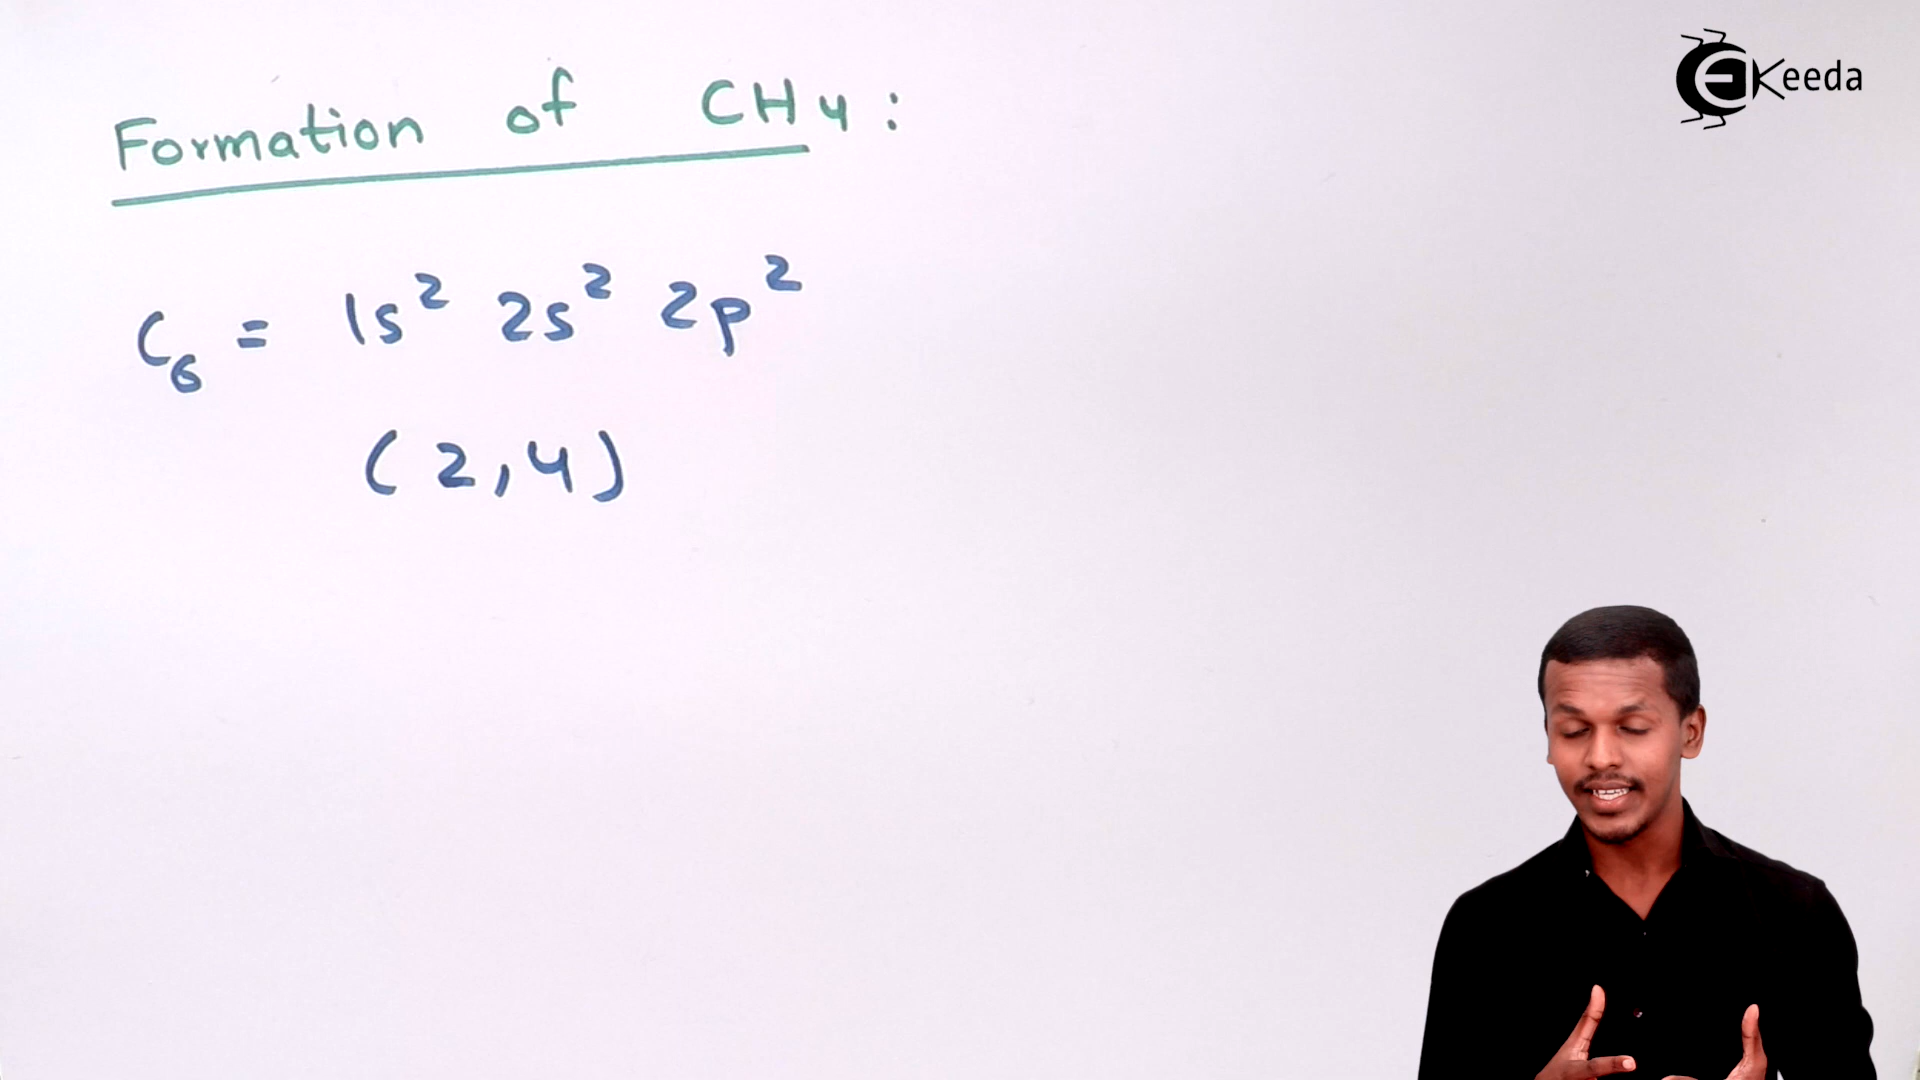 Keeda
Formation of CH4:
C₆ = 1s² 2s² 2p²
(2,4)